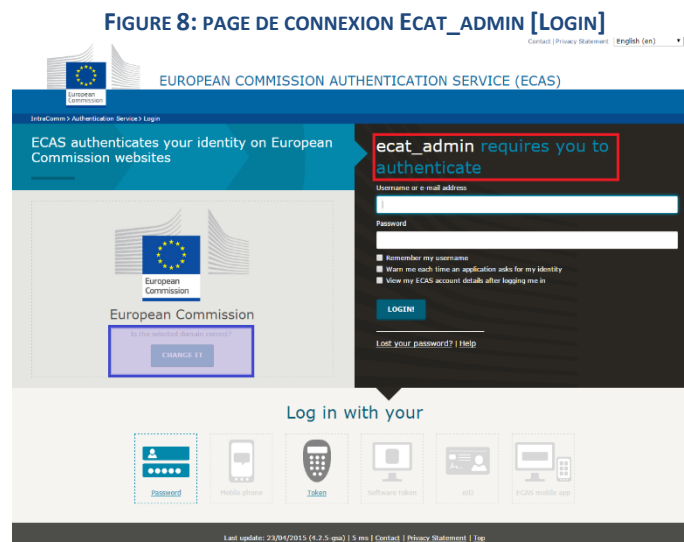 FIGURE 8: PAGE DE CONNEXION ECAT_ADMIN [LOGIN]
Contact | Privacy Statement English (en)
European
Commission
EUROPEAN COMMISSION AUTHENTICATION SERVICE (ECAS)
IntraComm > Authentication Service > Login
ECAS authenticates your identity on European
Commission websites
ecat_admin requires you to
authenticate
Username or e-mail address
Password
Remember my username
Warn me each time an application asks for my identity
View my ECAS account details after logging me in
LOGIN!
Lost your password? | Help
European
Commission
European Commission
Is the selected domain correct?
CHANGE IT
Log in with your
Password
Mobile phone
Token
Software token
eID
ECAS mobile app
Last update: 23/04/2015 (4.2.5-gua) | 5 ms | Contact | Privacy Statement | Top